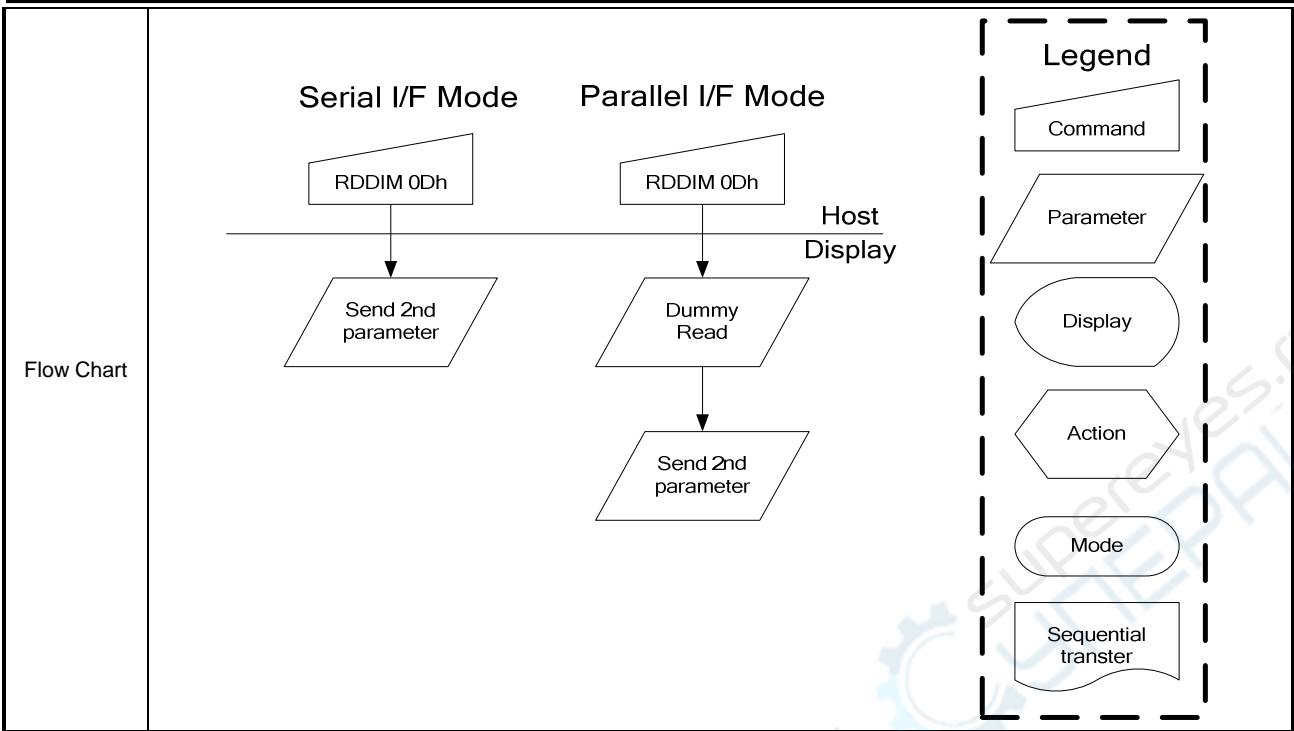 Flow Chart
Serial I/F Mode
RDDIM 0Dh
Send 2nd
parameter
Parallel I/F Mode
RDDIM 0Dh
Host
Display
Dummy
Read
Send 2nd
parameter
Legend
Command
Parameter
Display
Action
Mode
Sequential
transter